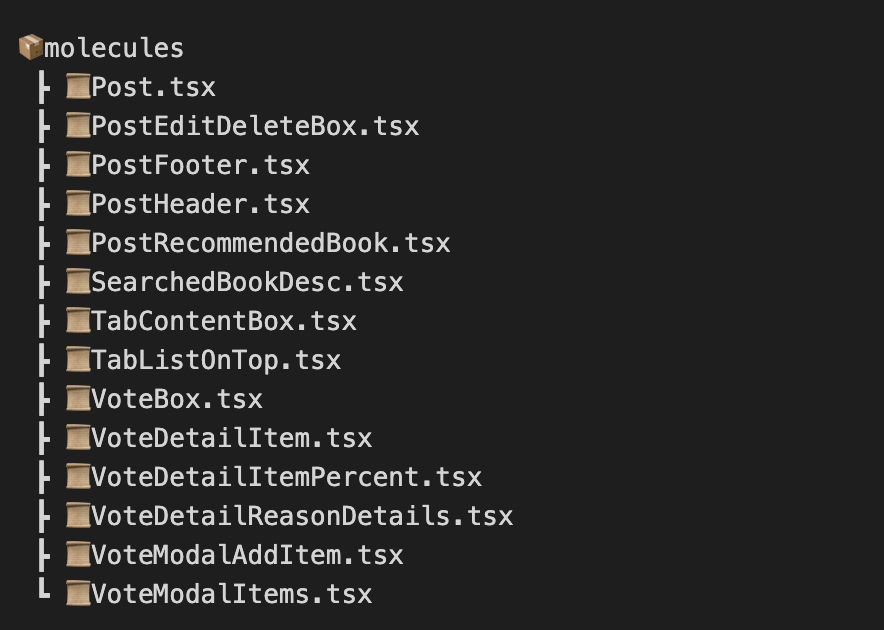 📦molecules
┣ 📜Post.tsx
┣ 📜PostEditDeleteBox.tsx
┣ 📜PostFooter.tsx
┣ 📜PostHeader.tsx
┣ 📜PostRecommendedBook.tsx
┣ 📜SearchedBookDesc.tsx
┣ 📜TabContentBox.tsx
┣ 📜TabListOnTop.tsx
┣ 📜VoteBox.tsx
┣ 📜VoteDetailItem.tsx
┣ 📜VoteDetailItemPercent.tsx
┣ 📜VoteDetailReasonDetails.tsx
┣ 📜VoteModalAddItem.tsx
┗ 📜VoteModalItems.tsx